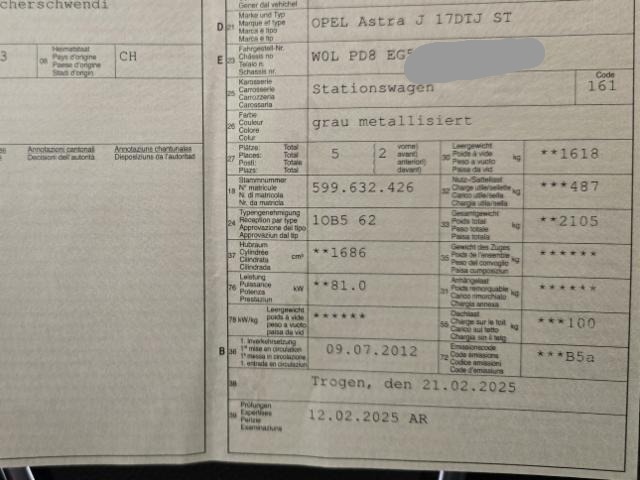 cherschwendi
3
06 Heimatstaat CH
Pays d'origine
Paese d'origine
Stadi d'origin
Annotazioni cantonali Annotaziuns chantunalas
Decisioni dell'autorità Disposiziuns da l'autoritad
Gener dal vehichel
D 21 Marke und Typ OPEL Astra J 17DTJ ST
Marque et type
Marca e tipo
Marca e tip
E 23 Fahrgestell-Nr. W0L PD8 EG5
Châssis no
Telaio n.
Schassis nr.
25 Karosserie Stationswagen Code 161
Carrosserie
Carrozzeria
Carossaria
26 Farbe grau metallisiert
Couleur
Colore
Colur
27 Plätze: Total 5 (2 vorne)
Places: Total avant)
Posti: Totale anteriori)
Plazs: Total davant)
30 Leergewicht kg **1618
Poids à vide
Peso a vuoto
Paisa da vid
18 Stammnummer 599.632.426
N° matricule
N. di matricola
Nr. da matricla
32 Nutz-/Sattellast kg ***487
Charge utile/sellette
Carico utile/sella
Chargia utila/sella
24 Typengenehmigung 1OB5 62
Réception par type
Approvazione del tipo
Approvaziun dal tip
33 Gesamtgewicht kg **2105
Poids total
Peso totale
Paisa totala
37 Hubraum cm³ **1686
Cylindrée
Cilindrata
Cilindrada
35 Gewicht des Zuges kg ******
Poids de l'ensemble
Peso del convoglio
Paisa cumposiziun
76 Leistung kW **81.0
Puissance
Potenza
Prestaziun
31 Anhängelast kg ******
Poids remorquable
Carico rimorchiato
Chargia annexa
78 kW/kg Leergewicht ******
poids à vide
peso a vuoto
paisa da vid
55 Dachlast kg ***100
Charge sur le toit
Carico sul tetto
Chargia sin il tetg
B 36 1. Inverkehrsetzung 09.07.2012
1re mise en circulation
1a messa in circolazione
1. entrada en circulaziun
72 Emissionscode ***B5a
Code émissions
Codice emissioni
Code d'emissiuns
38 Trogen, den 21.02.2025
39 Prüfungen 12.02.2025 AR
Expertises
Perizie
Examinaziuns